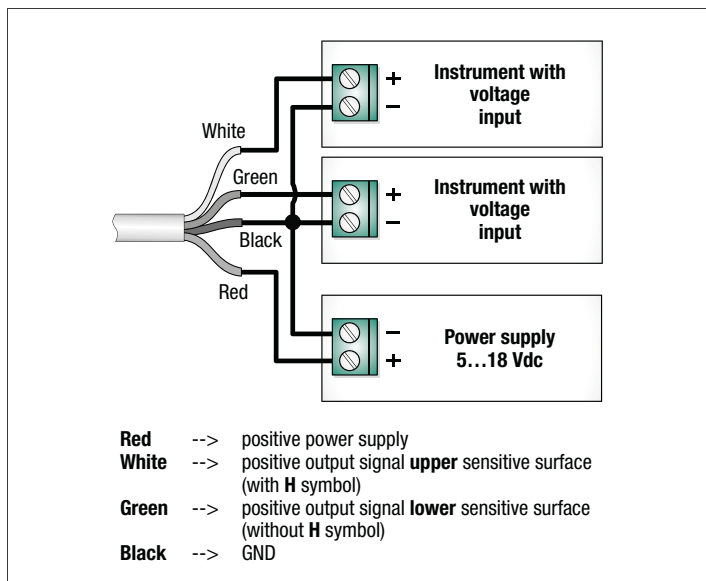 Instrument with
voltage
input
+
−
White
Green
Instrument with
voltage
input
+
−
Black
Red
−
+
Power supply
5…18 Vdc
Red --> positive power supply
White --> positive output signal upper sensitive surface
(with H symbol)
Green --> positive output signal lower sensitive surface
(without H symbol)
Black --> GND